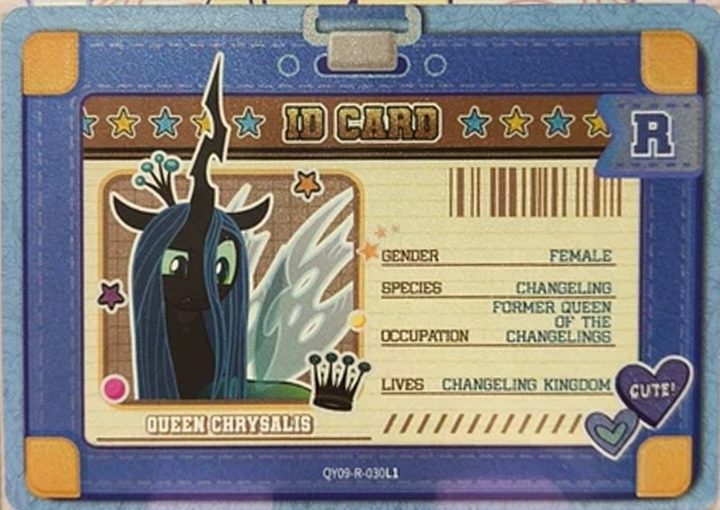 ID CARD
R
GENDER FEMALE
SPECIES CHANGELING
FORMER QUEEN
OF THE
OCCUPATION CHANGELINGS
LIVES CHANGELING KINGDOM
CUTE!
QUEEN CHRYSALIS
QY09-R-030L1